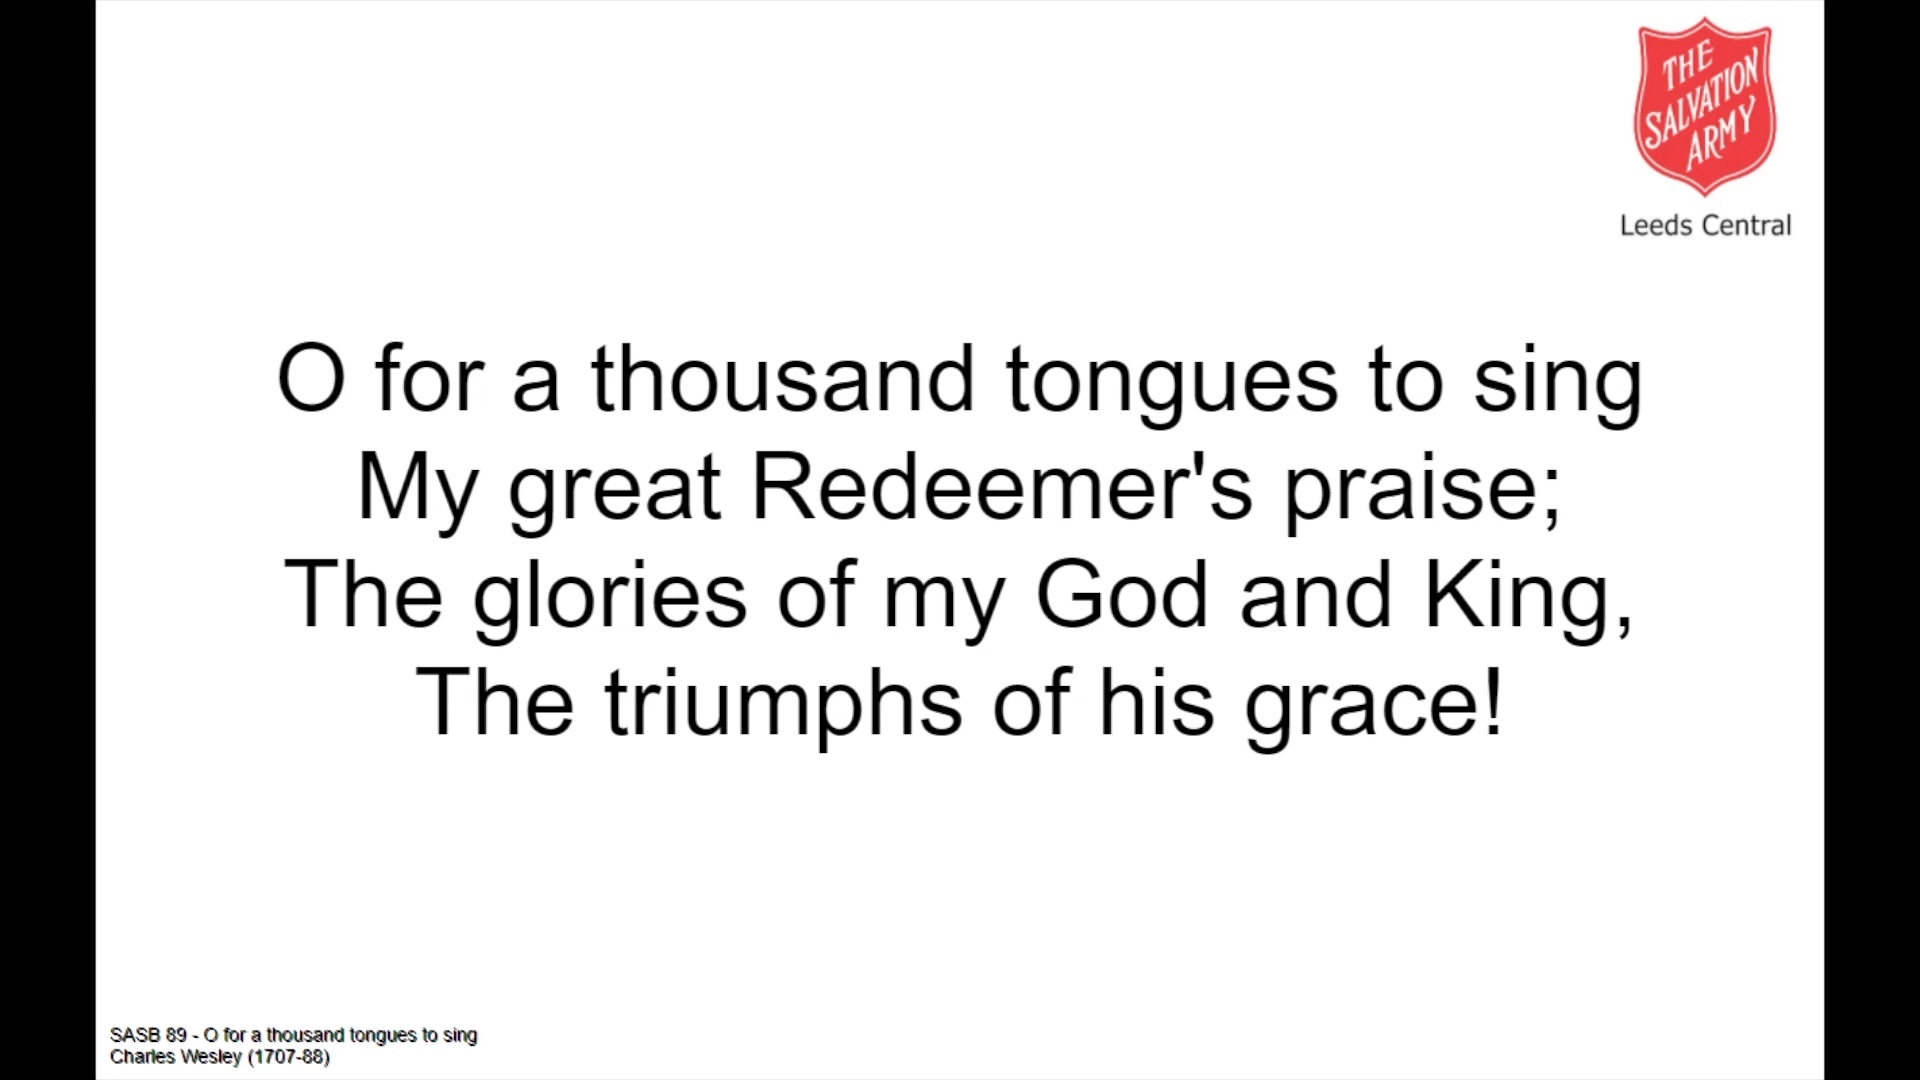 THE
SALVATION
ARMY
Leeds Central
O for a thousand tongues to sing
My great Redeemer's praise;
The glories of my God and King,
The triumphs of his grace!
SASB 89 - O for a thousand tongues to sing
Charles Wesley (1707-88)